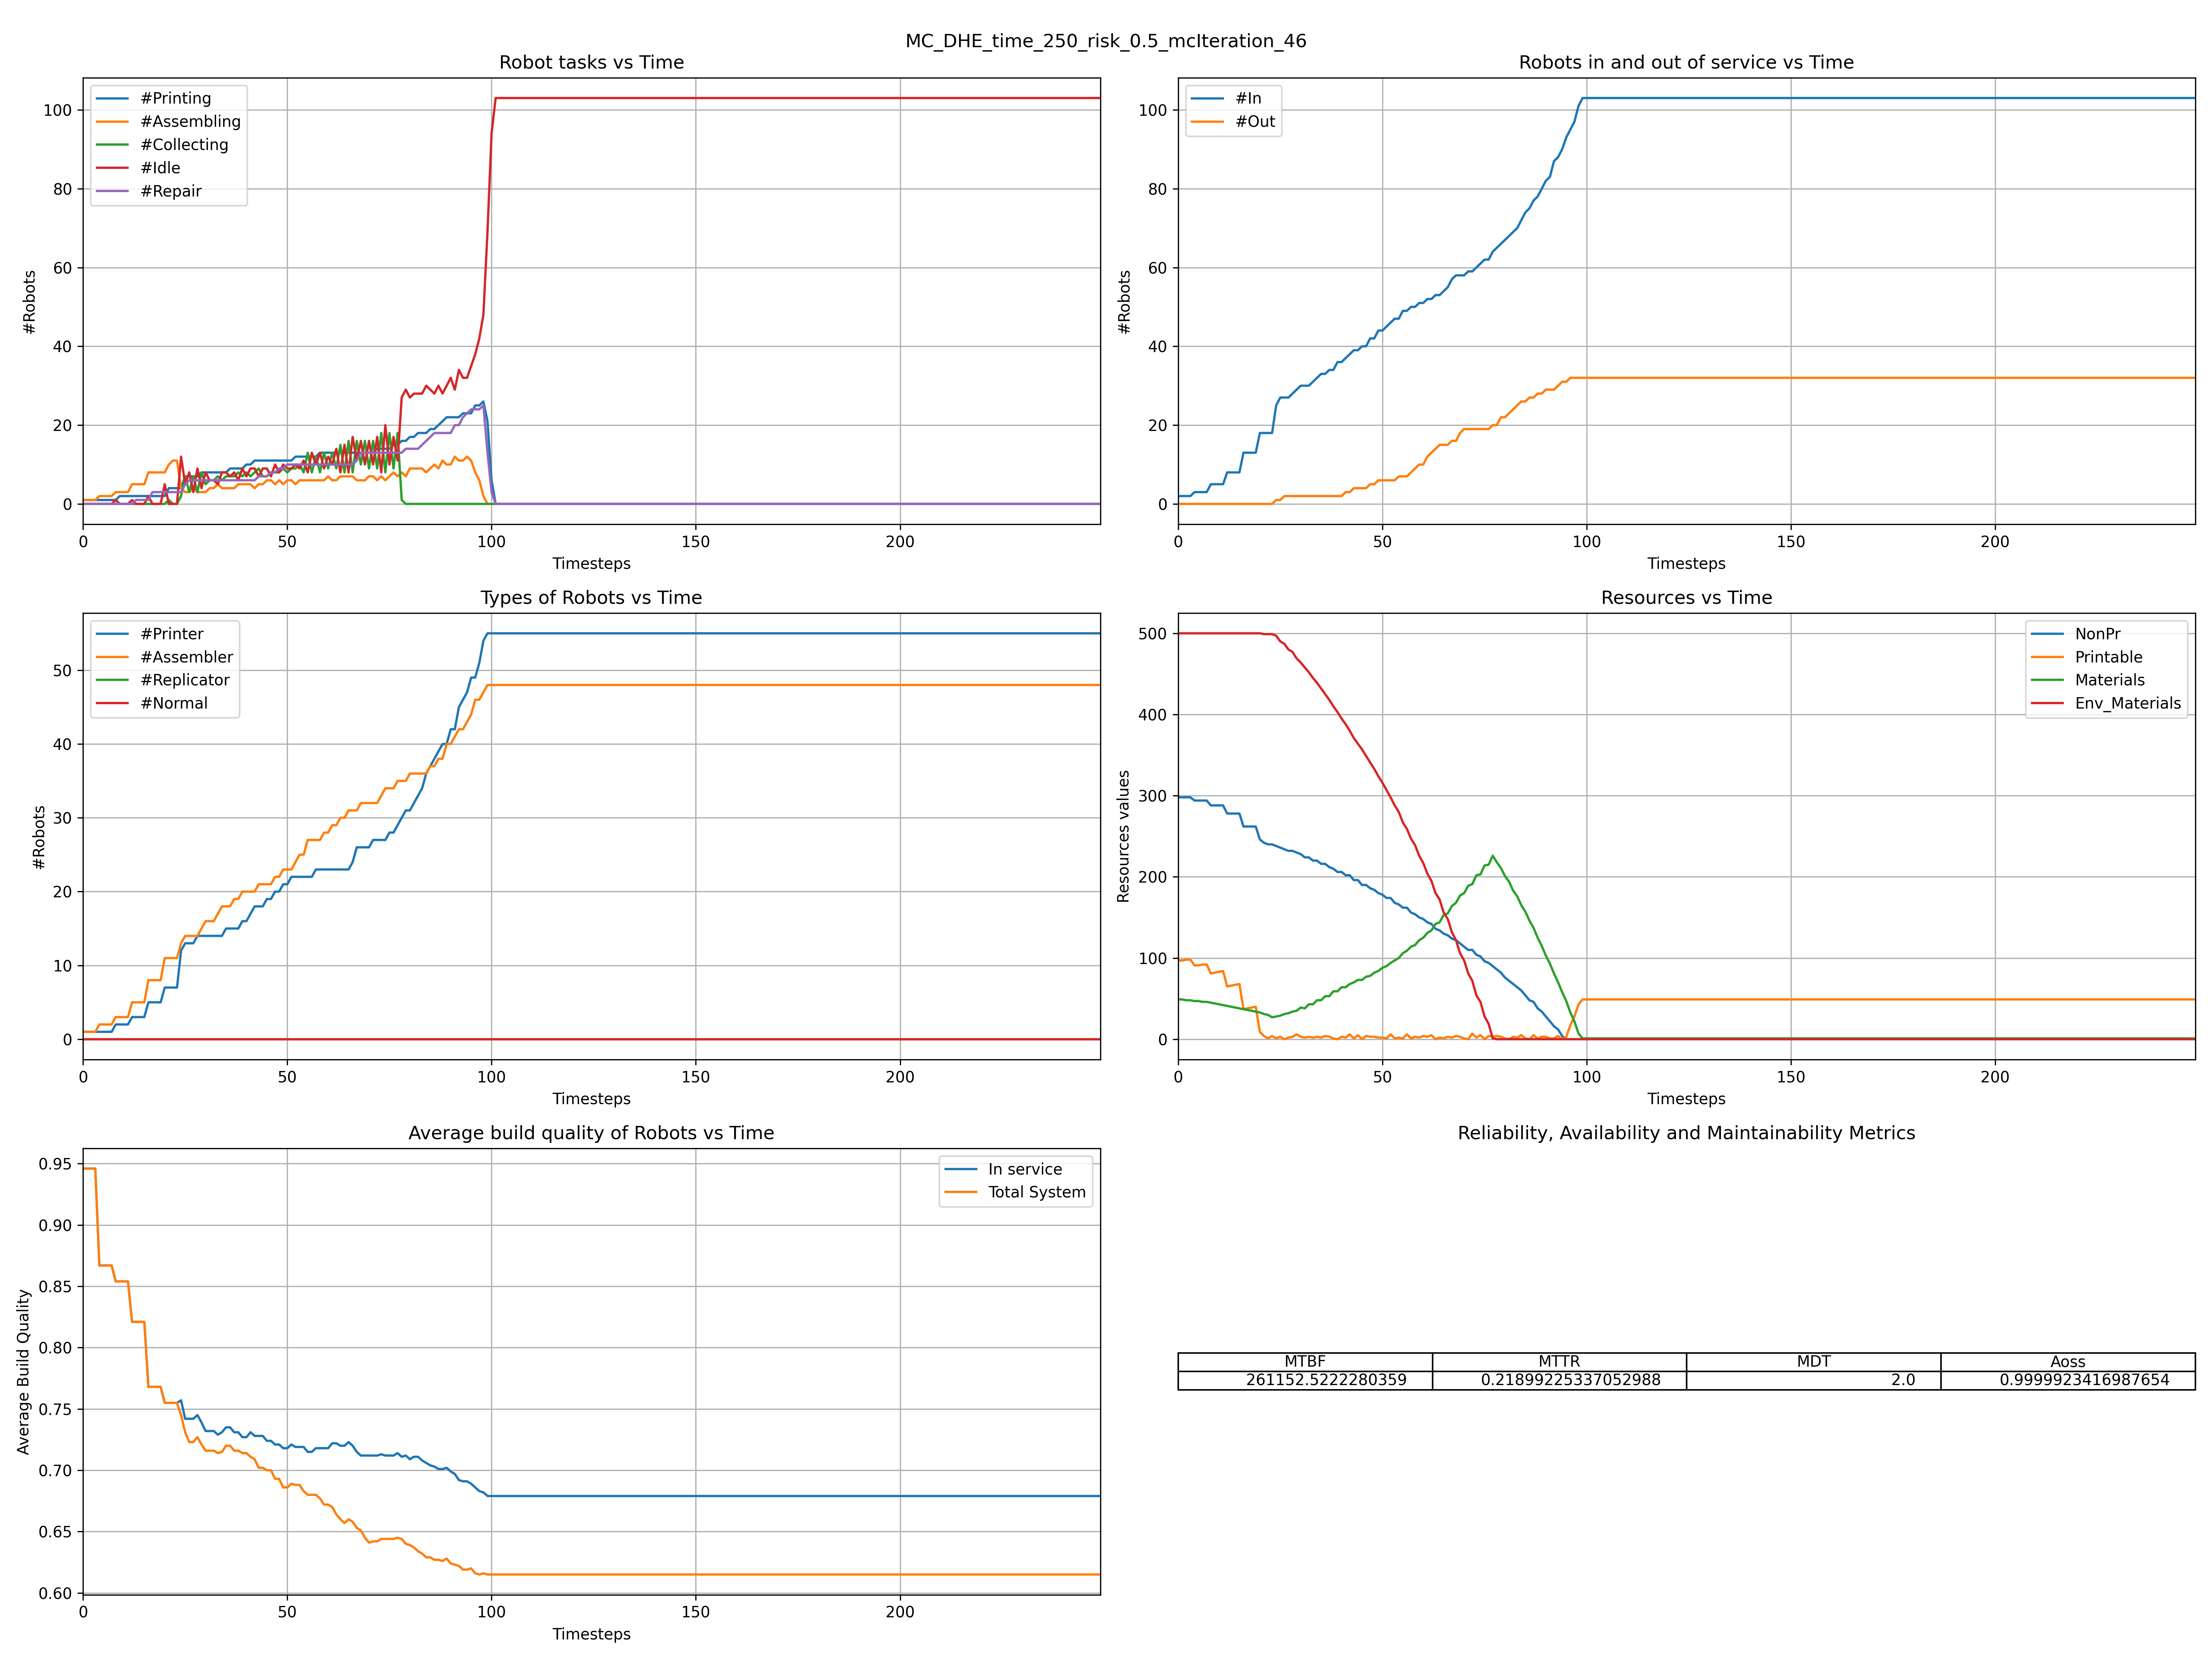 MC_DHE_time_250_risk_0.5_mcIteration_46
Robot tasks vs Time
#Printing
#Assembling
#Collecting
#Idle
#Repair
#Robots
100
80
60
40
20
0
0 50 100 150 200
Timesteps
Robots in and out of service vs Time
#In
#Out
#Robots
100
80
60
40
20
0
0 50 100 150 200
Timesteps
Types of Robots vs Time
#Printer
#Assembler
#Replicator
#Normal
#Robots
50
40
30
20
10
0
0 50 100 150 200
Timesteps
Resources vs Time
NonPr
Printable
Materials
Env_Materials
Resources values
500
400
300
200
100
0
0 50 100 150 200
Timesteps
Average build quality of Robots vs Time
In service
Total System
Average Build Quality
0.95
0.90
0.85
0.80
0.75
0.70
0.65
0.60
0 50 100 150 200
Timesteps
Reliability, Availability and Maintainability Metrics
MTBF MTTR MDT Aoss
261152.5222280359 0.21899225337052988 2.0 0.9999923416987654